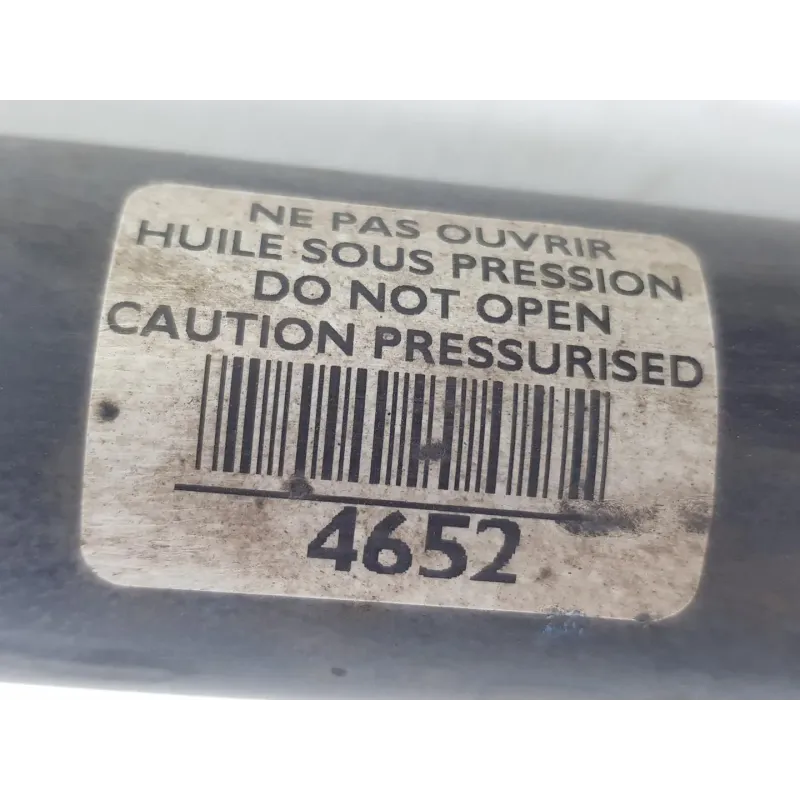 NE PAS OUVRIR
HUILE SOUS PRESSION
DO NOT OPEN
CAUTION PRESSURISED
4652